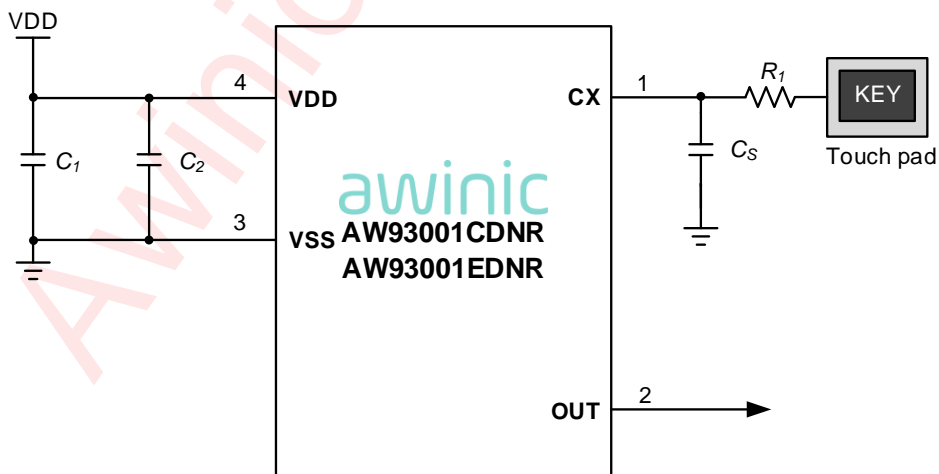 VDD
4
VDD
CX
1
R1
KEY
Touch pad
C1
C2
CS
awinic
3
VSS
AW93001CDNR
AW93001EDNR
OUT
2
Awinic